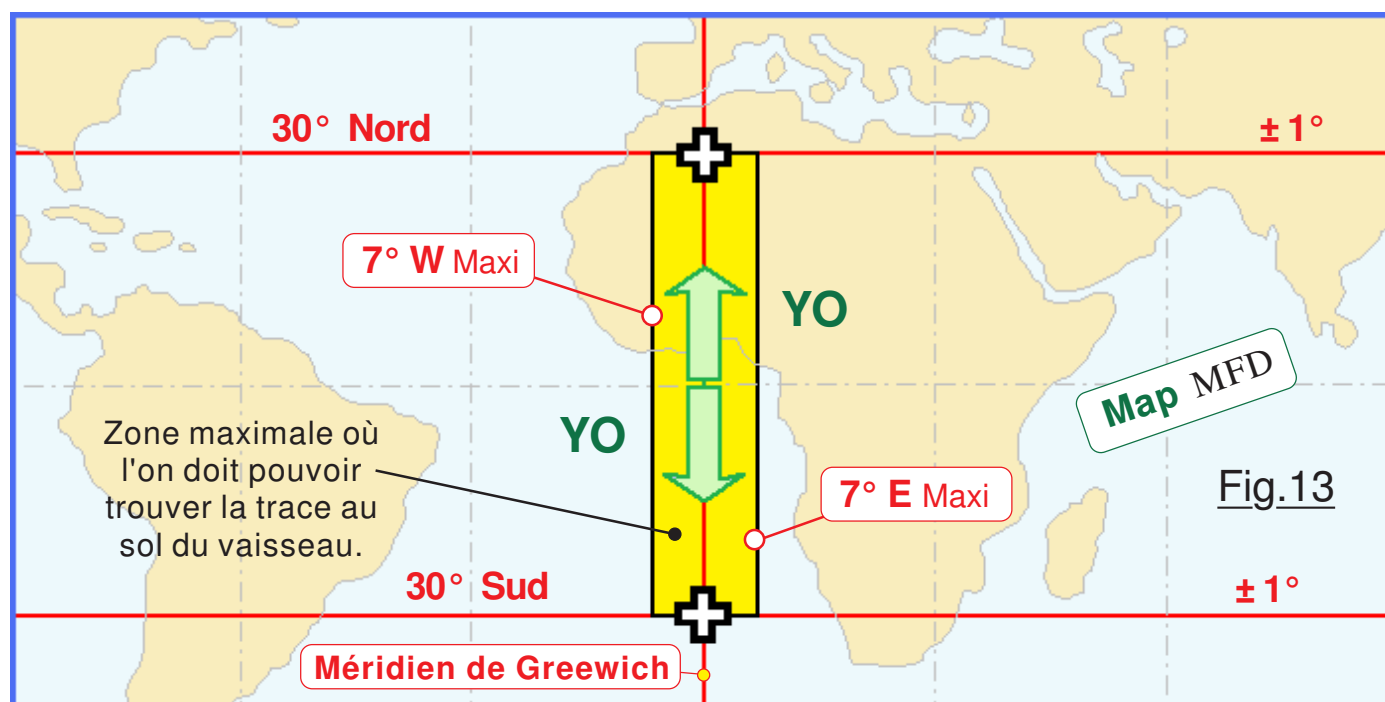 30° Nord
± 1°
7° W Maxi
YO
Map MFD
YO
Zone maximale où
l'on doit pouvoir
trouver la trace au
sol du vaisseau.
7° E Maxi
Fig.13
30° Sud
± 1°
Méridien de Greewich